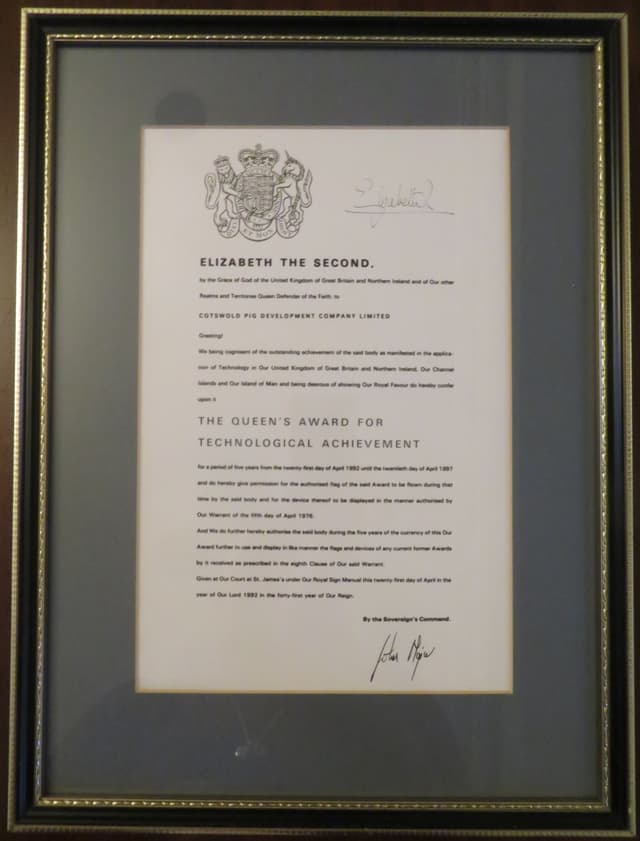 ET MON
Elizabeth R
ELIZABETH THE SECOND,
by the Grace of God of the United Kingdom of Great Britain and Northern Ireland and of Our other
Realms and Territories Queen Defender of the Faith: to
COTSWOLD PIG DEVELOPMENT COMPANY LIMITED
Greeting!
We being cognisant of the outstanding achievement of the said body as manifested in the applica-
tion of Technology in Our United Kingdom of Great Britain and Northern Ireland, Our Channel
Islands and Our Island of Man and being desirous of showing Our Royal Favour do hereby confer
upon it
THE QUEEN'S AWARD FOR
TECHNOLOGICAL ACHIEVEMENT
for a period of five years from the twenty-first day of April 1992 until the twentieth day of April 1997
and do hereby give permission for the authorised flag of the said Award to be flown during that
time by the said body and for the device thereof to be displayed in the manner authorised by
Our Warrant of the fifth day of April 1976.
And We do further hereby authorise the said body during the five years of the currency of this Our
Award further to use and display in like manner the flags and devices of any current former Awards
by it received as prescribed in the eighth Clause of Our said Warrant.
Given at Our Court at St. James's under Our Royal Sign Manual this twenty-first day of April in the
year of Our Lord 1992 in the forty-first year of Our Reign.
By the Sovereign's Command.
John Major